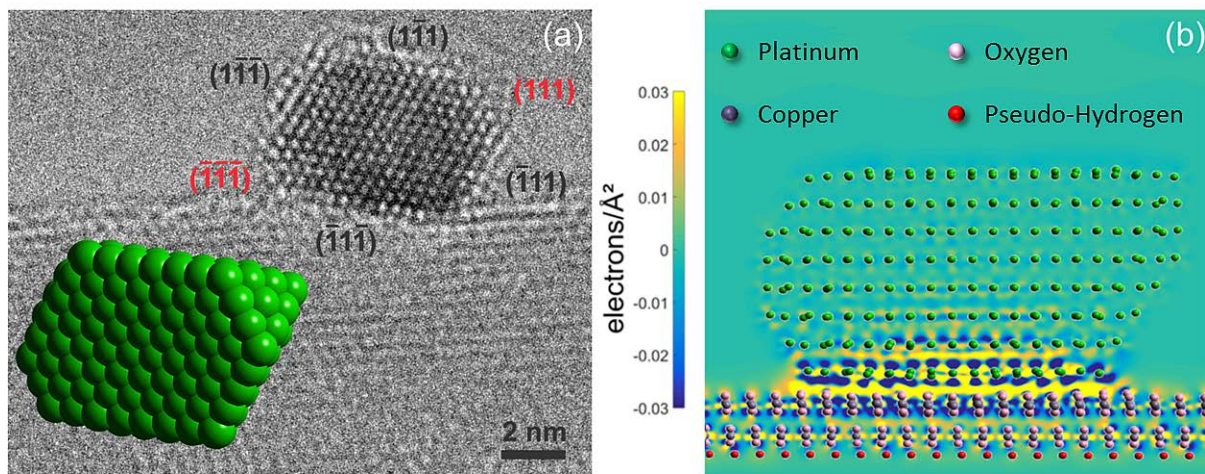 (a)
(11̅1)
(11̅1̅)
(111)
(1̅1̅1̅)
(1̅11)
(1̅11̅)
2 nm
electrons/Å²
0.03
0.02
0.01
0
-0.01
-0.02
-0.03
(b)
Platinum
Oxygen
Copper
Pseudo-Hydrogen